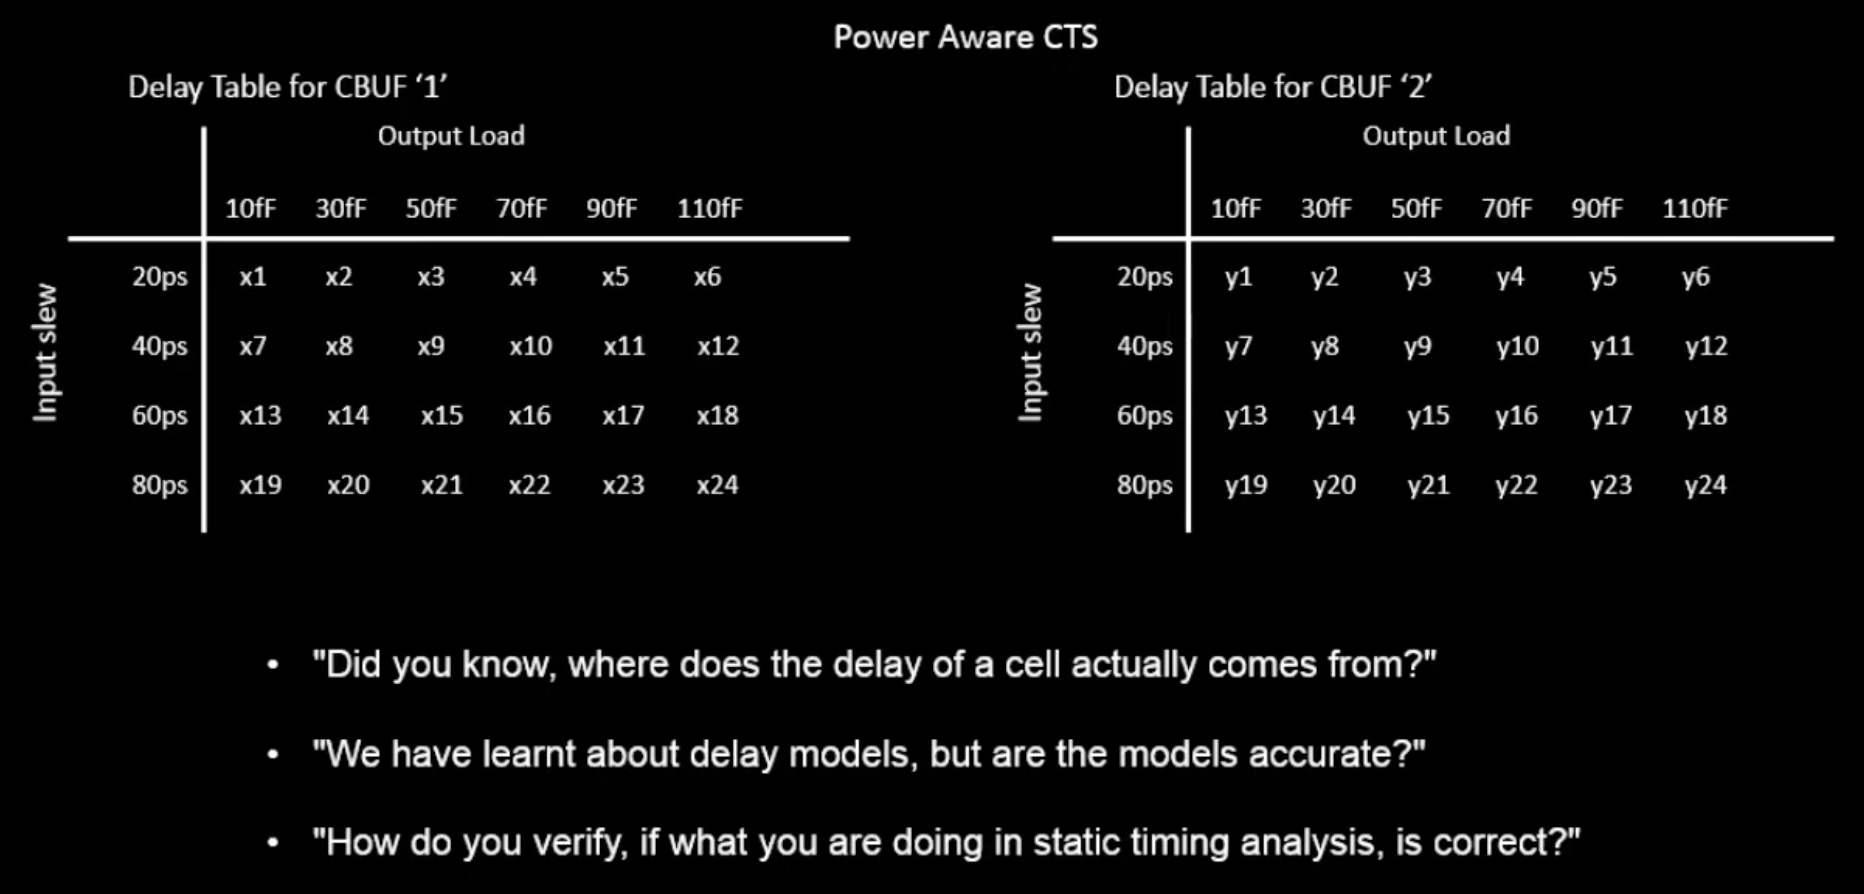 Power Aware CTS
Delay Table for CBUF ‘1’
Output Load
10fF 30fF 50fF 70fF 90fF 110fF
Input slew
20ps x1 x2 x3 x4 x5 x6
40ps x7 x8 x9 x10 x11 x12
60ps x13 x14 x15 x16 x17 x18
80ps x19 x20 x21 x22 x23 x24
Delay Table for CBUF ‘2’
Output Load
10fF 30fF 50fF 70fF 90fF 110fF
Input slew
20ps y1 y2 y3 y4 y5 y6
40ps y7 y8 y9 y10 y11 y12
60ps y13 y14 y15 y16 y17 y18
80ps y19 y20 y21 y22 y23 y24
• "Did you know, where does the delay of a cell actually comes from?"
• "We have learnt about delay models, but are the models accurate?"
• "How do you verify, if what you are doing in static timing analysis, is correct?"